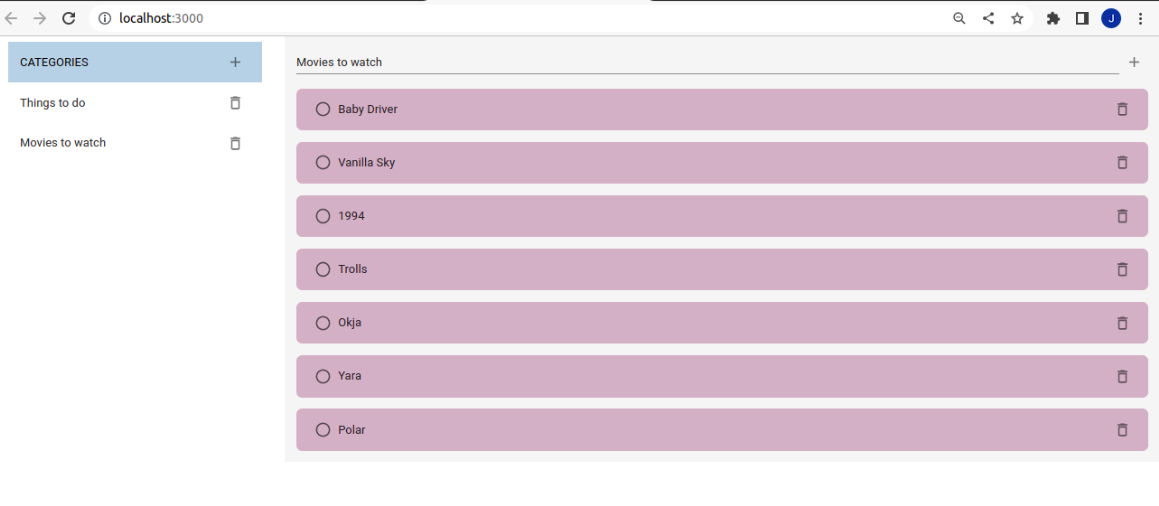 localhost:3000
J
CATEGORIES
Things to do
Movies to watch
Movies to watch
Baby Driver
Vanilla Sky
1994
Trolls
Okja
Yara
Polar